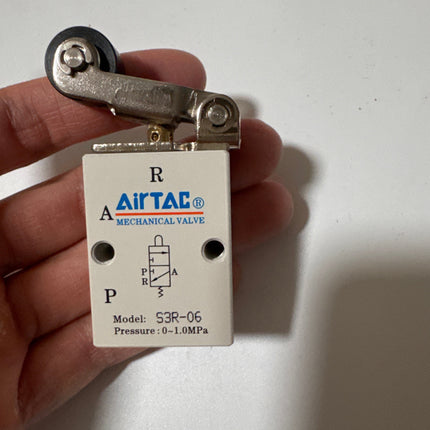 R
A
AirTAC®
MECHANICAL VALVE
P A
R
P
Model: S3R-06
Pressure: 0~1.0MPa